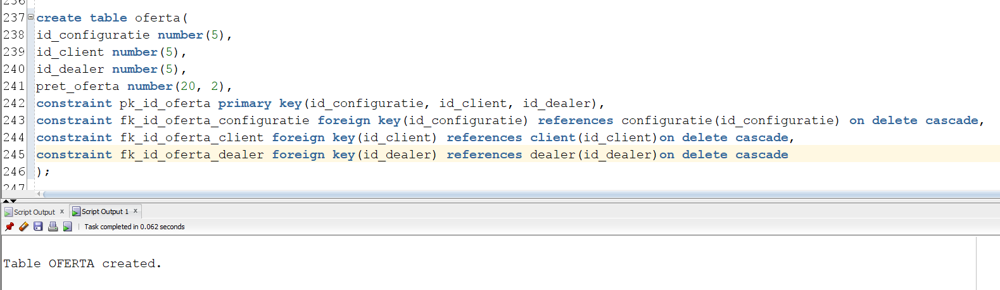 236
237 create table oferta(
238 id_configuratie number(5),
239 id_client number(5),
240 id_dealer number(5),
241 pret_oferta number(20, 2),
242 constraint pk_id_oferta primary key(id_configuratie, id_client, id_dealer),
243 constraint fk_id_oferta_configuratie foreign key(id_configuratie) references configuratie(id_configuratie) on delete cascade,
244 constraint fk_id_oferta_client foreign key(id_client) references client(id_client)on delete cascade,
245 constraint fk_id_oferta_dealer foreign key(id_dealer) references dealer(id_dealer)on delete cascade
246 );
247
Script Output x Script Output 1 x
Task completed in 0.062 seconds
Table OFERTA created.